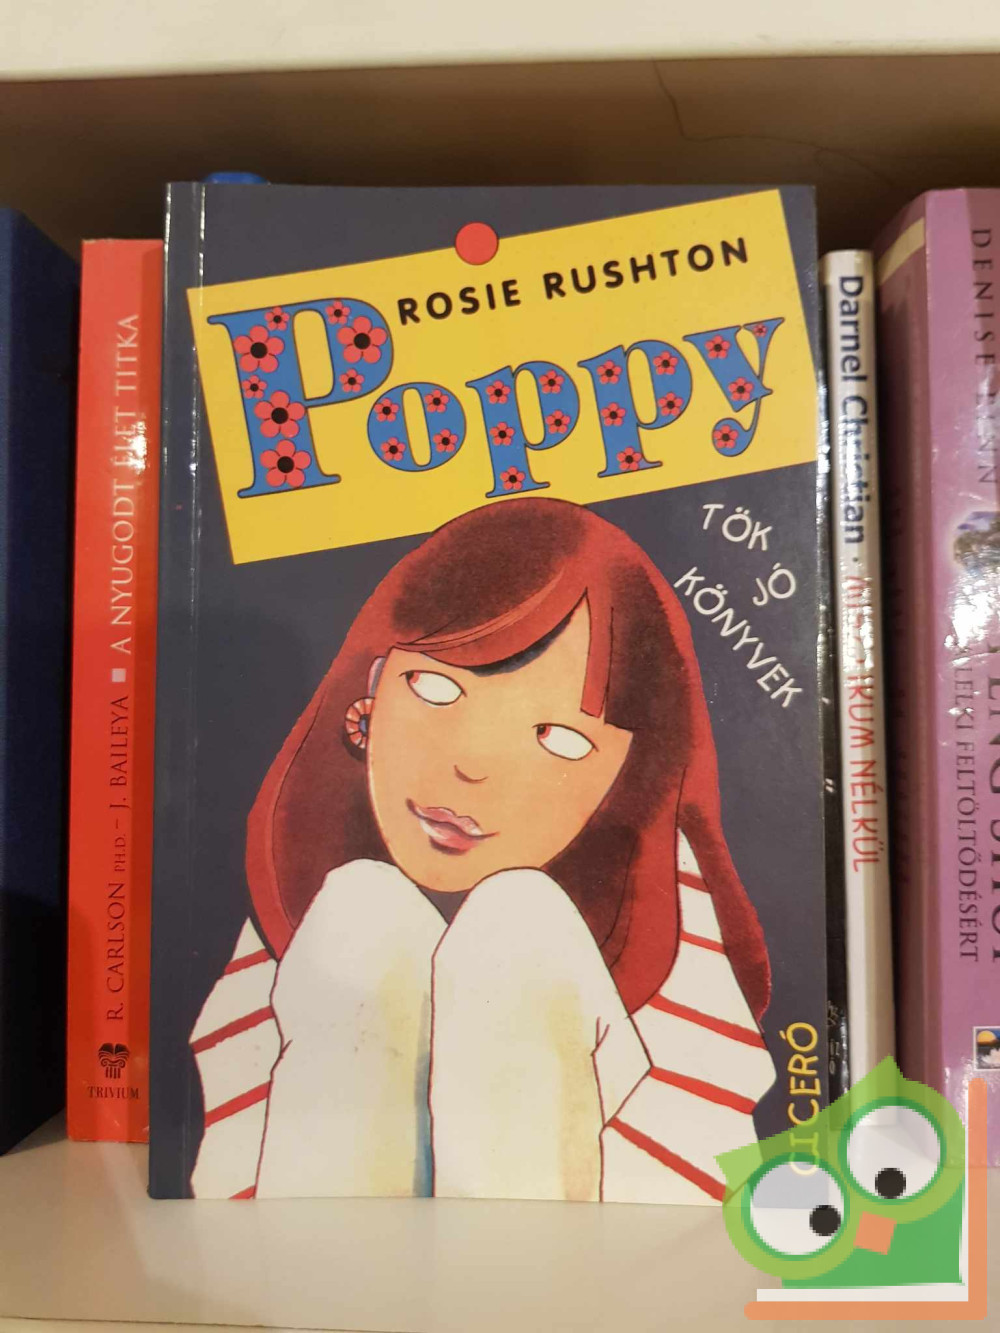 ROSIE RUSHTON
Poppy
TÖK
JÓ
KÖNYVEK
CICERÓ
R. CARLSON PH.D. – J. BAILEYA ■ A NYUGODT ÉLET TITKA
TRIVIUM
Darnel Christian
NÉLKÜL
DENISE
LELKI FELTÖLTŐDÉSÉRT